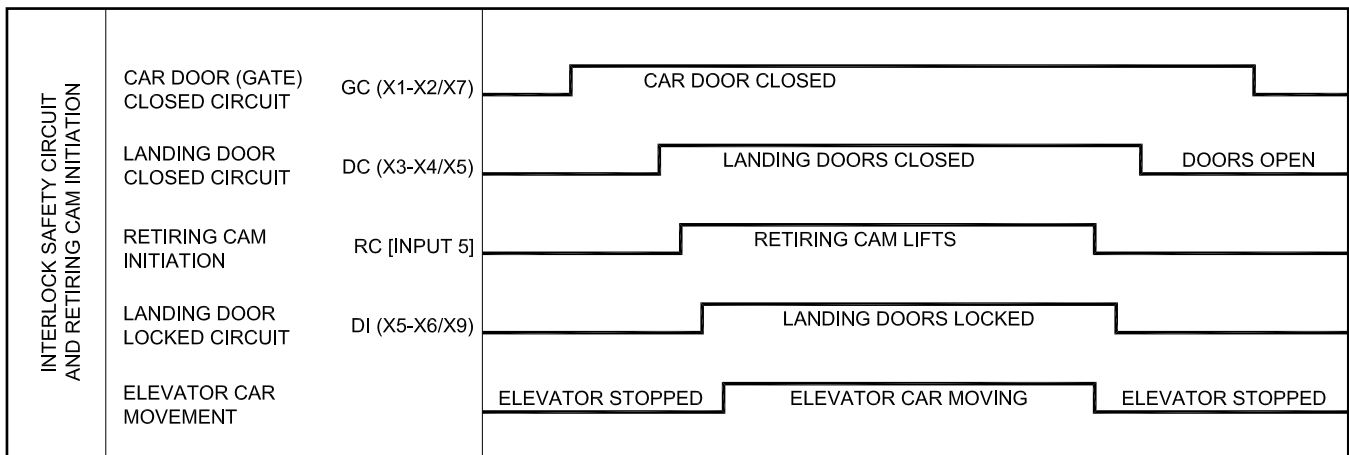 INTERLOCK SAFETY CIRCUIT
AND RETIRING CAM INITIATION
CAR DOOR (GATE)
CLOSED CIRCUIT
GC (X1-X2/X7)
CAR DOOR CLOSED
LANDING DOOR
CLOSED CIRCUIT
DC (X3-X4/X5)
LANDING DOORS CLOSED
DOORS OPEN
RETIRING CAM
INITIATION
RC [INPUT 5]
RETIRING CAM LIFTS
LANDING DOOR
LOCKED CIRCUIT
DI (X5-X6/X9)
LANDING DOORS LOCKED
ELEVATOR CAR
MOVEMENT
ELEVATOR STOPPED
ELEVATOR CAR MOVING
ELEVATOR STOPPED